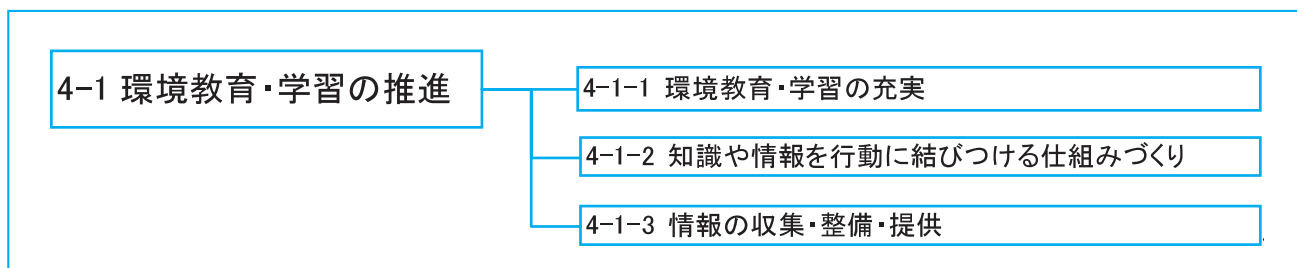 4-1 環境教育・学習の推進
4-1-1 環境教育・学習の充実
4-1-2 知識や情報を行動に結びつける仕組みづくり
4-1-3 情報の収集・整備・提供